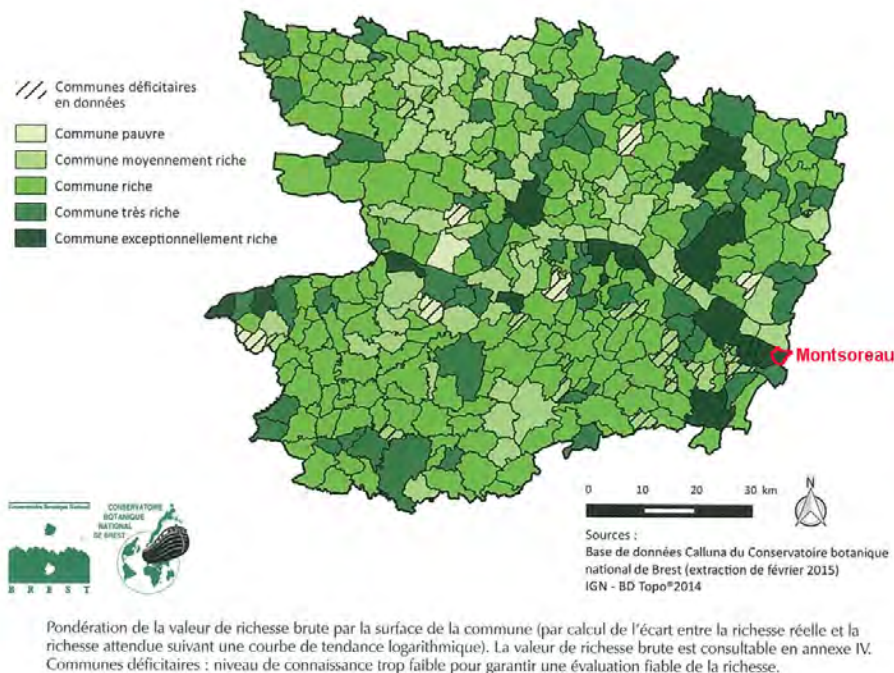 Communes déficitaires
en données
Commune pauvre
Commune moyennement riche
Commune riche
Commune très riche
Commune exceptionnellement riche
Montsoreau
N
0 10 20 30 km
Sources :
Base de données Calluna du Conservatoire botanique
national de Brest (extraction de février 2015)
IGN - BD Topo®2014
Conservatoire Botanique National
BREST
CONSERVATOIRE
BOTANIQUE
NATIONAL
DE BREST
Pondération de la valeur de richesse brute par la surface de la commune (par calcul de l'écart entre la richesse réelle et la
richesse attendue suivant une courbe de tendance logarithmique). La valeur de richesse brute est consultable en annexe IV.
Communes déficitaires : niveau de connaissance trop faible pour garantir une évaluation fiable de la richesse.